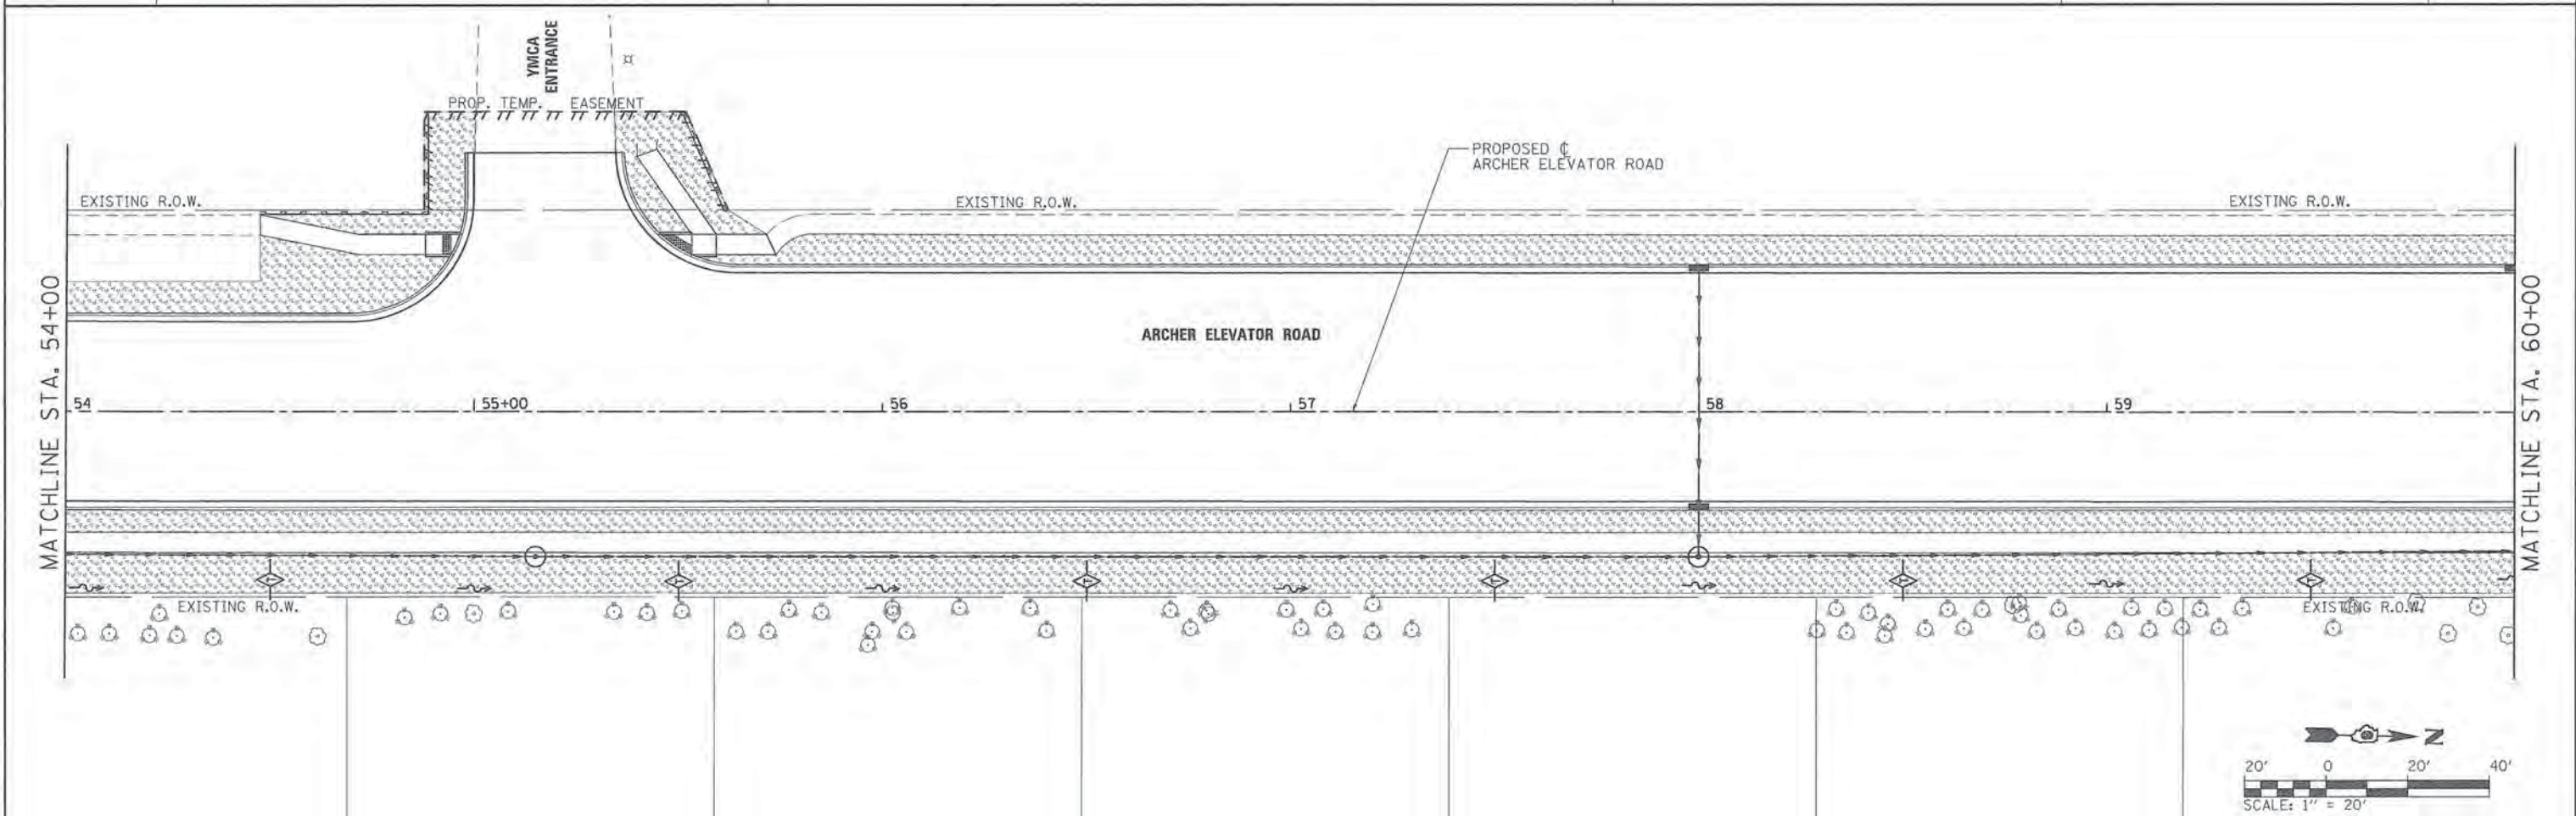 YMCA
ENTRANCE
PROP. TEMP. EASEMENT
PROPOSED ℄
ARCHER ELEVATOR ROAD
EXISTING R.O.W.
EXISTING R.O.W.
EXISTING R.O.W.
MATCHLINE STA. 54+00
MATCHLINE STA. 60+00
ARCHER ELEVATOR ROAD
54
55+00
56
57
58
59
T
T
T
T
T
T
EXISTING R.O.W.
EXISTING R.O.W.
N
20' 0 20' 40'
SCALE: 1" = 20'